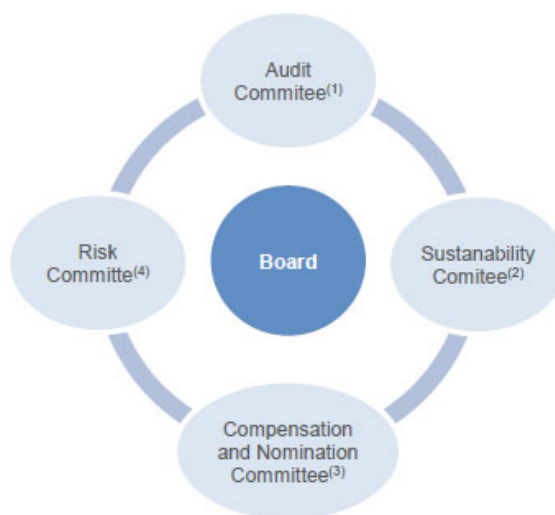 Audit
Commitee(1)
Risk
Committe(4)
Board
Sustanability
Comitee(2)
Compensation
and Nomination
Committee(3)